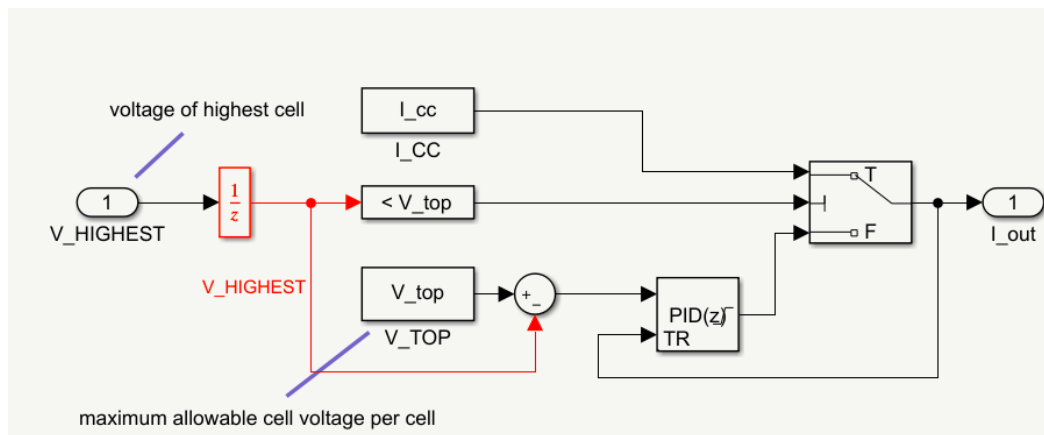 voltage of highest cell
I_cc
I_CC
T
1
1
z
< V_top
1
V_HIGHEST
F
I_out
V_HIGHEST
V_top
+
-
PID(z)
V_TOP
TR
maximum allowable cell voltage per cell